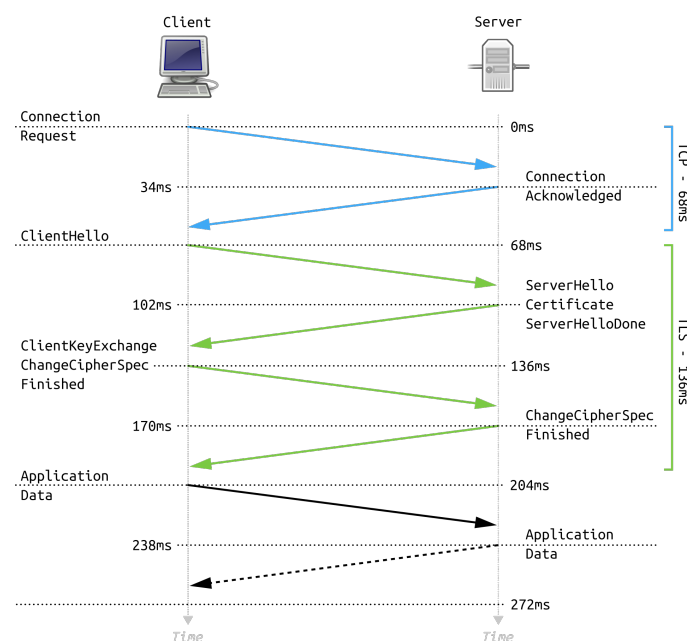 Client
Server
Connection
Request
0ms
34ms
Connection
Acknowledged
TCP - 68ms
ClientHello
68ms
102ms
ServerHello
Certificate
ServerHelloDone
ClientKeyExchange
ChangeCipherSpec
Finished
136ms
TLS - 136ms
170ms
ChangeCipherSpec
Finished
Application
Data
204ms
238ms
Application
Data
272ms
Time
Time